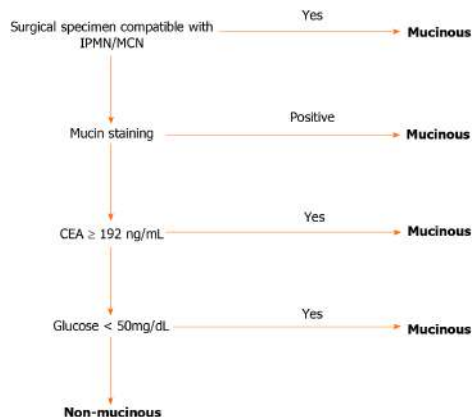 Surgical specimen compatible with
IPMN/MCN
Yes
Mucinous
Mucin staining
Positive
Mucinous
CEA ≥ 192 ng/mL
Yes
Mucinous
Glucose < 50mg/dL
Yes
Mucinous
Non-mucinous